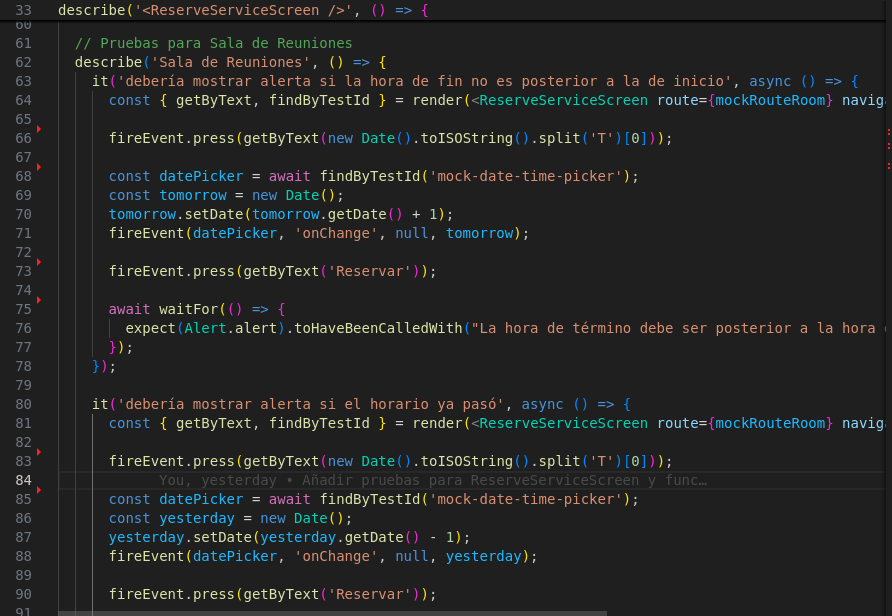 33 describe('<ReserveServiceScreen />', () => {
60
61 // Pruebas para Sala de Reuniones
62 describe('Sala de Reuniones', () => {
63 it('debería mostrar alerta si la hora de fin no es posterior a la de inicio', async () => {
64 const { getByText, findByTestId } = render(<ReserveServiceScreen route={mockRouteRoom} naviga
65
66 fireEvent.press(getByText(new Date().toISOString().split('T')[0]));
67
68 const datePicker = await findByTestId('mock-date-time-picker');
69 const tomorrow = new Date();
70 tomorrow.setDate(tomorrow.getDate() + 1);
71 fireEvent(datePicker, 'onChange', null, tomorrow);
72
73 fireEvent.press(getByText('Reservar'));
74
75 await waitFor(() => {
76 expect(Alert.alert).toHaveBeenCalledWith("La hora de término debe ser posterior a la hora
77 });
78 });
79
80 it('debería mostrar alerta si el horario ya pasó', async () => {
81 const { getByText, findByTestId } = render(<ReserveServiceScreen route={mockRouteRoom} naviga
82
83 fireEvent.press(getByText(new Date().toISOString().split('T')[0]));
84 You, yesterday • Añadir pruebas para ReserveServiceScreen y func…
85 const datePicker = await findByTestId('mock-date-time-picker');
86 const yesterday = new Date();
87 yesterday.setDate(yesterday.getDate() - 1);
88 fireEvent(datePicker, 'onChange', null, yesterday);
89
90 fireEvent.press(getByText('Reservar'));
91